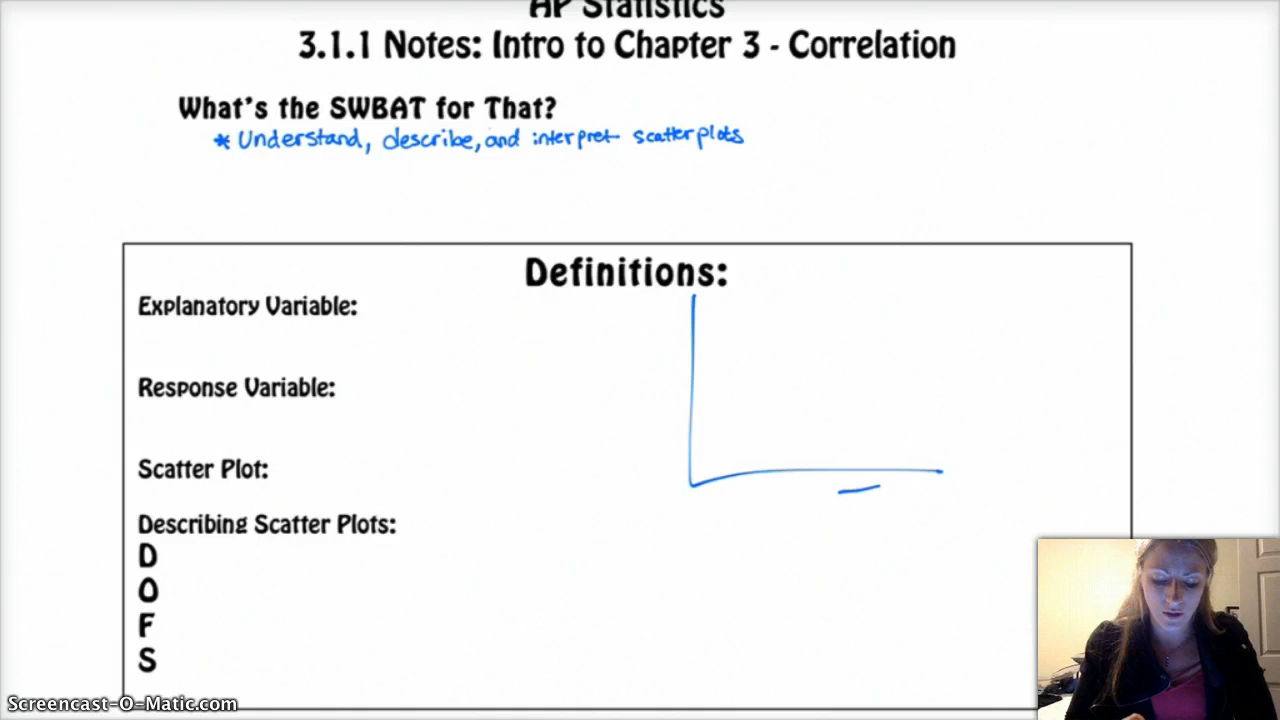 AP Statistics
3.1.1 Notes: Intro to Chapter 3 - Correlation
What's the SWBAT for That?
* Understand, describe, and interpret scatterplots
Definitions:
Explanatory Variable:
Response Variable:
Scatter Plot:
Describing Scatter Plots:
D
O
F
S
Screencast-O-Matic.com